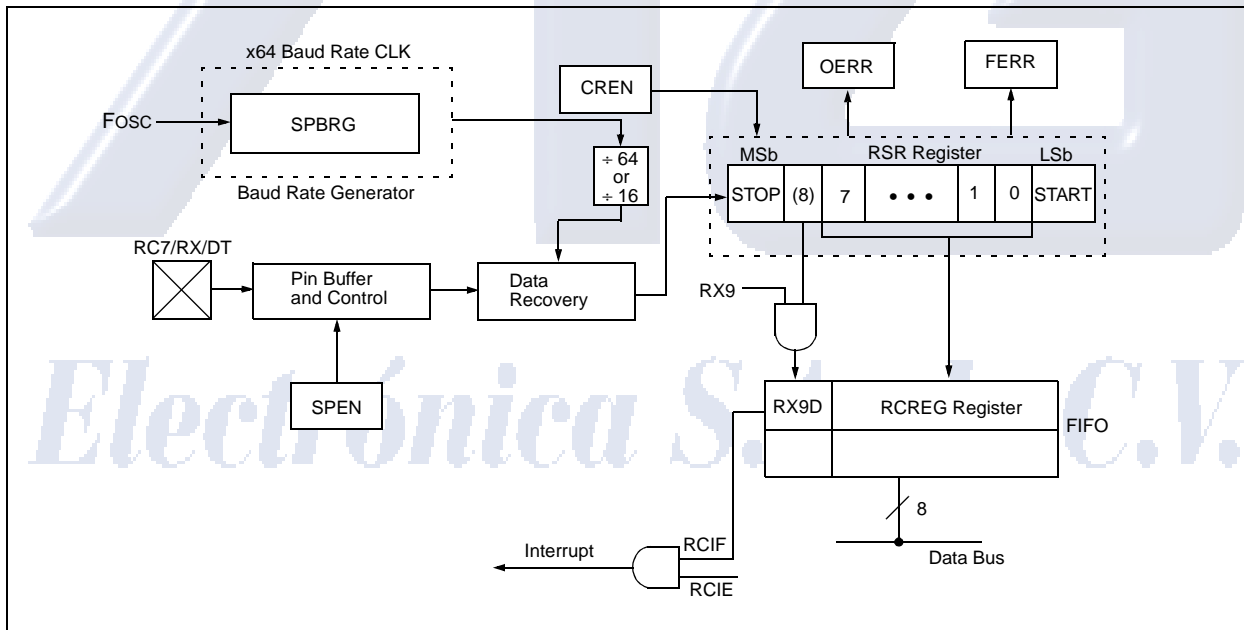 x64 Baud Rate CLK
OERR
FERR
CREN
FOSC
SPBRG
÷ 64
or
÷ 16
Baud Rate Generator
MSb
RSR Register
LSb
STOP
(8)
7
• • •
1
0
START
RC7/RX/DT
Pin Buffer
and Control
Data
Recovery
RX9
SPEN
RX9D
RCREG Register
FIFO
Electrónica S.
C.V.
8
Interrupt
RCIF
RCIE
Data Bus